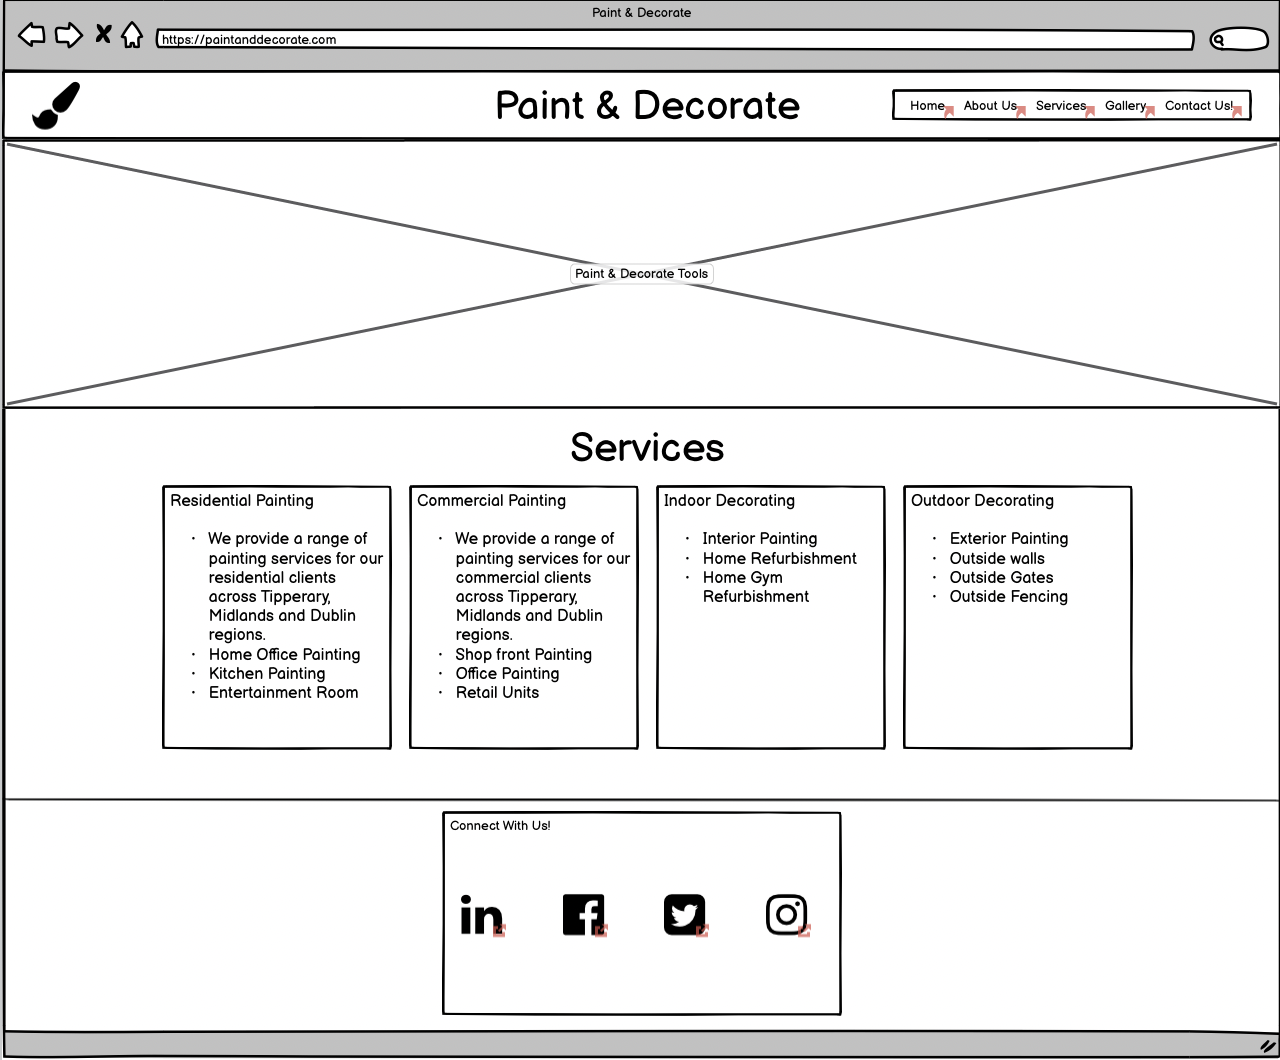 Paint & Decorate
https://paintanddecorate.com
Paint & Decorate
Home About Us Services Gallery Contact Us!
Paint & Decorate Tools
Services
Residential Painting
· We provide a range of
painting services for our
residential clients
across Tipperary,
Midlands and Dublin
regions.
· Home Office Painting
· Kitchen Painting
· Entertainment Room
Commercial Painting
· We provide a range of
painting services for our
commercial clients
across Tipperary,
Midlands and Dublin
regions.
· Shop front Painting
· Office Painting
· Retail Units
Indoor Decorating
· Interior Painting
· Home Refurbishment
· Home Gym
Refurbishment
Outdoor Decorating
· Exterior Painting
· Outside walls
· Outside Gates
· Outside Fencing
Connect With Us!
in f